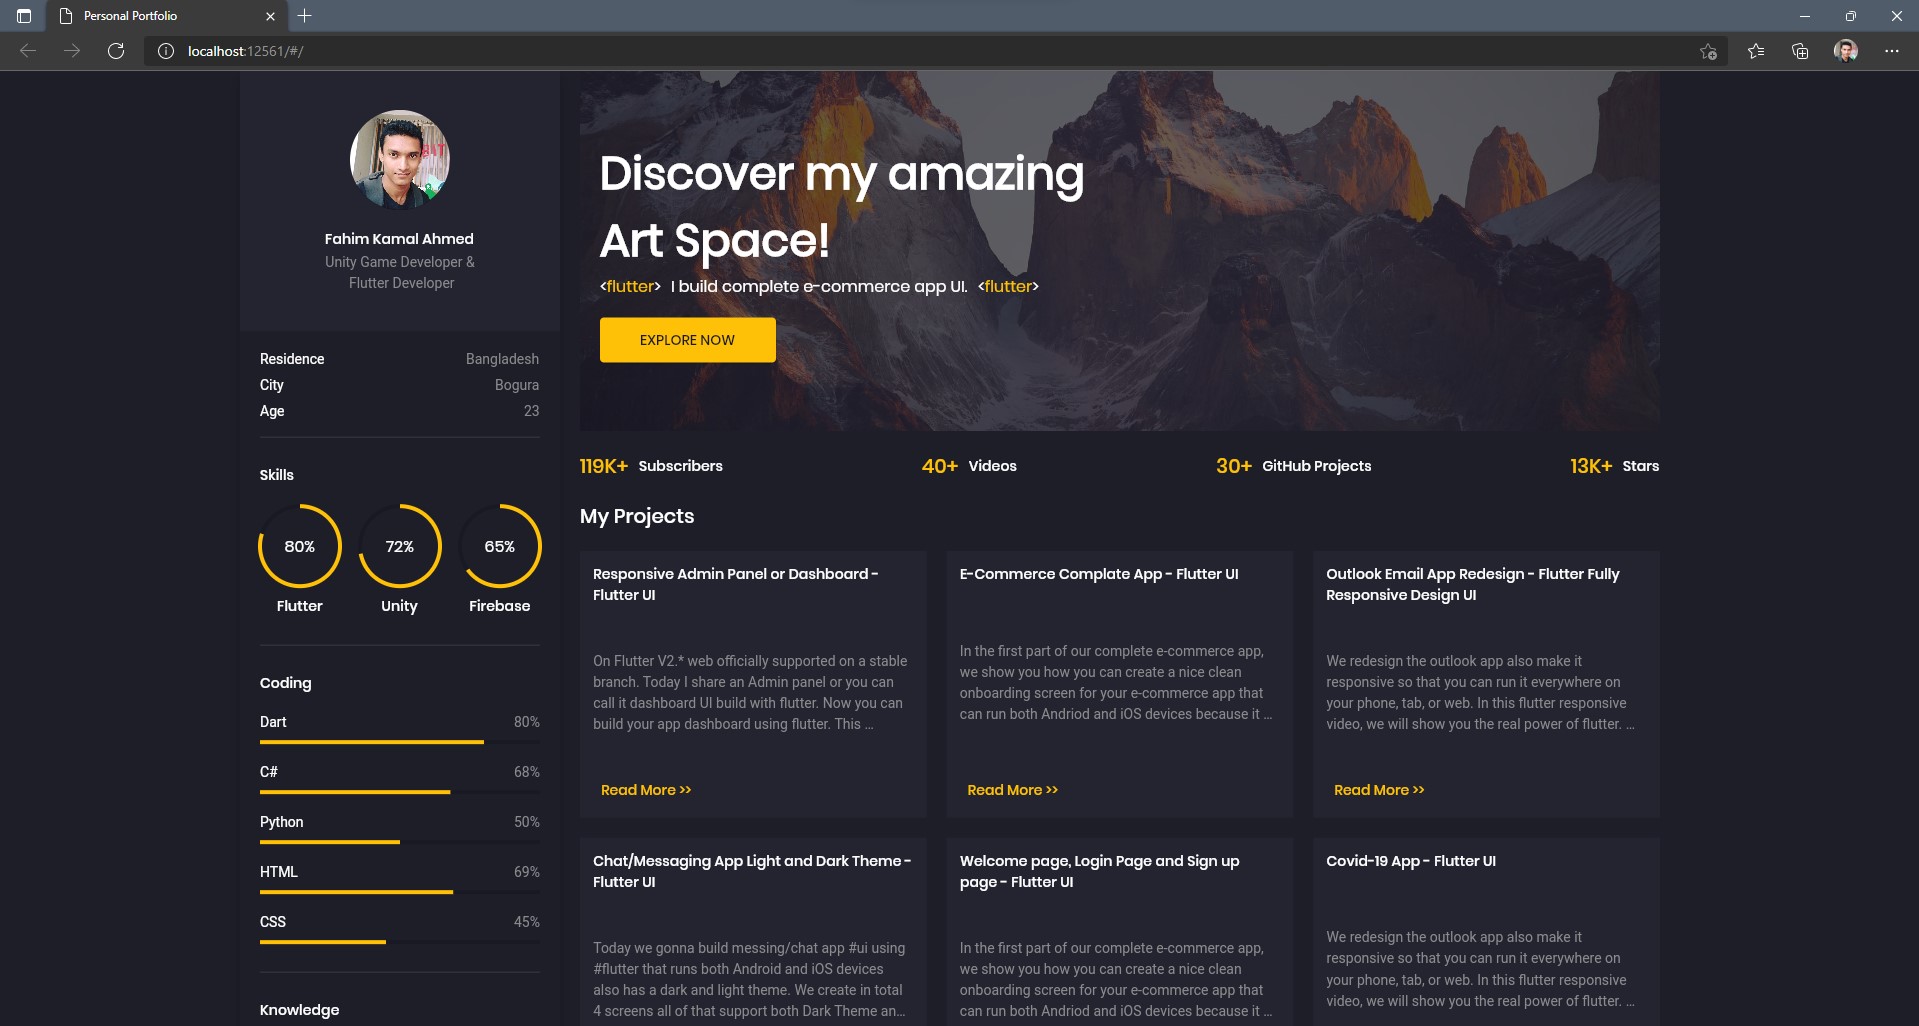 Personal Portfolio
localhost:12561/#/
Fahim Kamal Ahmed
Unity Game Developer &
Flutter Developer
Residence Bangladesh
City Bogura
Age 23
Skills
80% 72% 65%
Flutter Unity Firebase
Coding
Dart 80%
C# 68%
Python 50%
HTML 69%
CSS 45%
Knowledge
Discover my amazing
Art Space!
<flutter> I build complete e-commerce app UI. <flutter>
EXPLORE NOW
119K+ Subscribers 40+ Videos 30+ GitHub Projects 13K+ Stars
My Projects
Responsive Admin Panel or Dashboard -
Flutter UI
On Flutter V2.* web officially supported on a stable
branch. Today I share an Admin panel or you can
call it dashboard UI build with flutter. Now you can
build your app dashboard using flutter. This ...
Read More >>
E-Commerce Complate App - Flutter UI
In the first part of our complete e-commerce app,
we show you how you can create a nice clean
onboarding screen for your e-commerce app that
can run both Andriod and iOS devices because it ...
Read More >>
Outlook Email App Redesign - Flutter Fully
Responsive Design UI
We redesign the outlook app also make it
responsive so that you can run it everywhere on
your phone, tab, or web. In this flutter responsive
video, we will show you the real power of flutter. ...
Read More >>
Chat/Messaging App Light and Dark Theme -
Flutter UI
Today we gonna build messing/chat app #ui using
#flutter that runs both Android and iOS devices
also has a dark and light theme. We create in total
4 screens all of that support both Dark Theme an...
Welcome page, Login Page and Sign up
page - Flutter UI
In the first part of our complete e-commerce app,
we show you how you can create a nice clean
onboarding screen for your e-commerce app that
can run both Andriod and iOS devices because it ...
Covid-19 App - Flutter UI
We redesign the outlook app also make it
responsive so that you can run it everywhere on
your phone, tab, or web. In this flutter responsive
video, we will show you the real power of flutter. ...